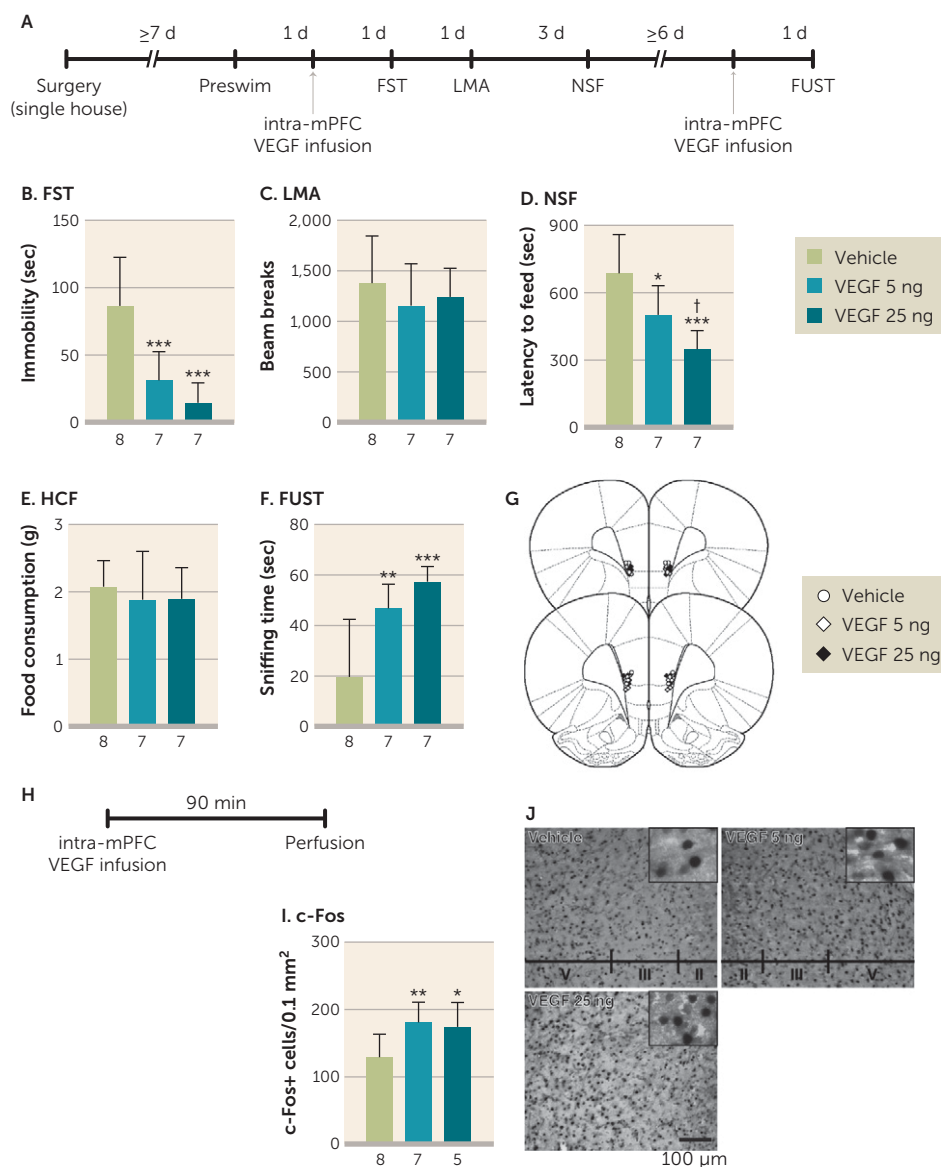 A
≥7 d 1 d 1 d 1 d 3 d ≥6 d 1 d
Surgery
(single house)
Preswim
FST
LMA
NSF
FUST
intra-mPFC
VEGF infusion
intra-mPFC
VEGF infusion
B. FST
Immobility (sec)
150
100
50
0
***
***
8 7 7
C. LMA
Beam breaks
2,000
1,500
1,000
500
0
8 7 7
D. NSF
Latency to feed (sec)
900
600
300
0
*
†
***
8 7 7
Vehicle
VEGF 5 ng
VEGF 25 ng
E. HCF
Food consumption (g)
3
2
1
0
8 7 7
F. FUST
Sniffing time (sec)
80
60
40
20
0
**
***
8 7 7
G
Vehicle
VEGF 5 ng
VEGF 25 ng
H
90 min
intra-mPFC
VEGF infusion
Perfusion
I. c-Fos
c-Fos+ cells/0.1 mm²
300
200
100
0
**
*
8 7 5
J
Vehicle
V III II
VEGF 5 ng
II III V
VEGF 25 ng
100 μm